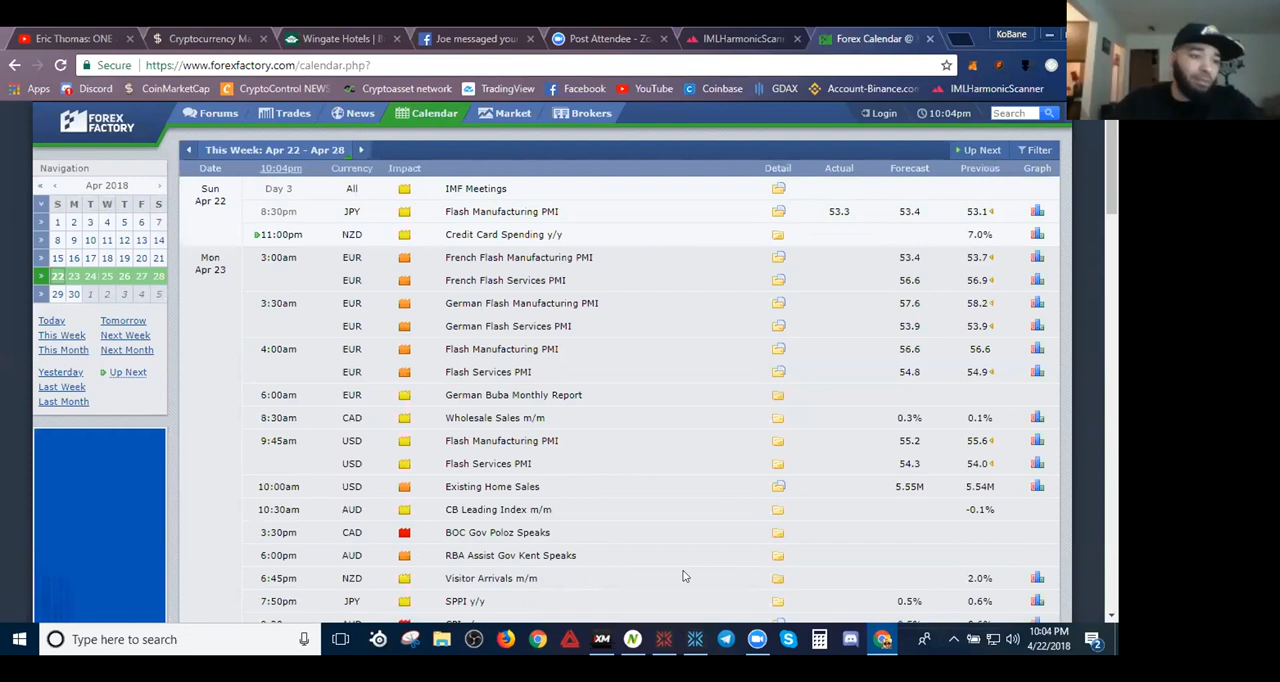 Eric Thomas: ONE
Cryptocurrency Ma
Wingate Hotels | B
Joe messaged your
Post Attendee - Zo
IMLHarmonicScan
Forex Calendar @
KoBane
Secure https://www.forexfactory.com/calendar.php?
Apps Discord CoinMarketCap CryptoControl NEWS Cryptoasset network TradingView Facebook YouTube Coinbase GDAX Account-Binance.co IMLHarmonicScanner
FOREX FACTORY
Forums Trades News Calendar Market Brokers Login 10:04pm Search
Navigation
Apr 2018
S M T W T F S
1 2 3 4 5 6 7
8 9 10 11 12 13 14
15 16 17 18 19 20 21
22 23 24 25 26 27 28
29 30 1 2 3 4 5
Today Tomorrow
This Week Next Week
This Month Next Month
Yesterday Up Next
Last Week
Last Month
This Week: Apr 22 - Apr 28 Up Next Filter
Date 10:04pm Currency Impact Detail Actual Forecast Previous Graph
Sun Apr 22 Day 3 All IMF Meetings
8:30pm JPY Flash Manufacturing PMI 53.3 53.4 53.1
11:00pm NZD Credit Card Spending y/y 7.0%
Mon Apr 23 3:00am EUR French Flash Manufacturing PMI 53.4 53.7
EUR French Flash Services PMI 56.6 56.9
3:30am EUR German Flash Manufacturing PMI 57.6 58.2
EUR German Flash Services PMI 53.9 53.9
4:00am EUR Flash Manufacturing PMI 56.6 56.6
EUR Flash Services PMI 54.8 54.9
6:00am EUR German Buba Monthly Report
8:30am CAD Wholesale Sales m/m 0.3% 0.1%
9:45am USD Flash Manufacturing PMI 55.2 55.6
USD Flash Services PMI 54.3 54.0
10:00am USD Existing Home Sales 5.55M 5.54M
10:30am AUD CB Leading Index m/m -0.1%
3:30pm CAD BOC Gov Poloz Speaks
6:00pm AUD RBA Assist Gov Kent Speaks
6:45pm NZD Visitor Arrivals m/m 2.0%
7:50pm JPY SPPI y/y 0.5% 0.6%
Type here to search
XM
10:04 PM
4/22/2018
2